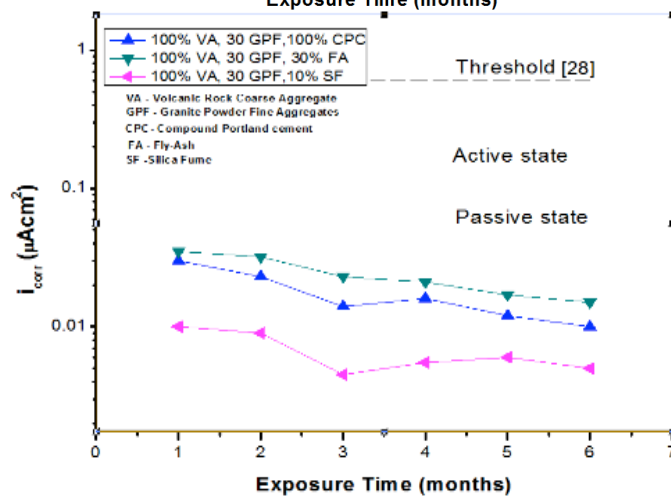 Exposure Time (months)
100% VA, 30 GPF,100% CPC
100% VA, 30 GPF, 30% FA
100% VA, 30 GPF,10% SF
Threshold [28]
VA - Volcanic Rock Coarse Aggregate
GPF - Granite Powder Fine Aggregates
CPC - Compound Portland cement
FA - Fly-Ash
SF - Silica Fume
Active state
Passive state
1
0.1
0.01
i corr (µAcm²)
0 1 2 3 4 5 6 7
Exposure Time (months)